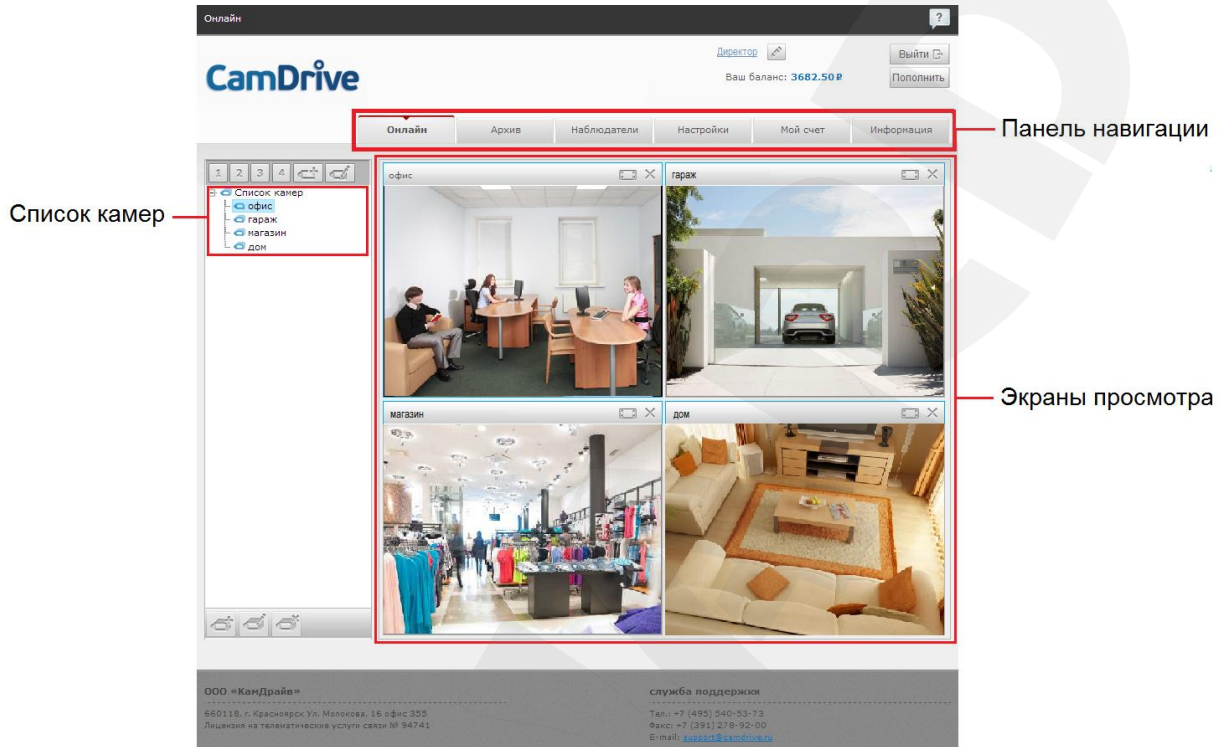 Онлайн
?
CamDrive
Директор
Выйти
Ваш баланс: 3682.50₽
Пополнить
Онлайн Архив Наблюдатели Настройки Мой счет Информация
Панель навигации
1 2 3 4
Список камер
офис
гараж
магазин
дом
Список камер
офис
гараж
магазин
дом
Экраны просмотра
ООО «КамДрайв»
660118, г. Красноярск Ул. Молокова, 16 офис 355
Лицензия на телематические услуги связи № 94741
служба поддержки
Тел.: +7 (495) 540-53-73
Факс: +7 (391) 278-92-00
E-mail: support@camdrive.ru